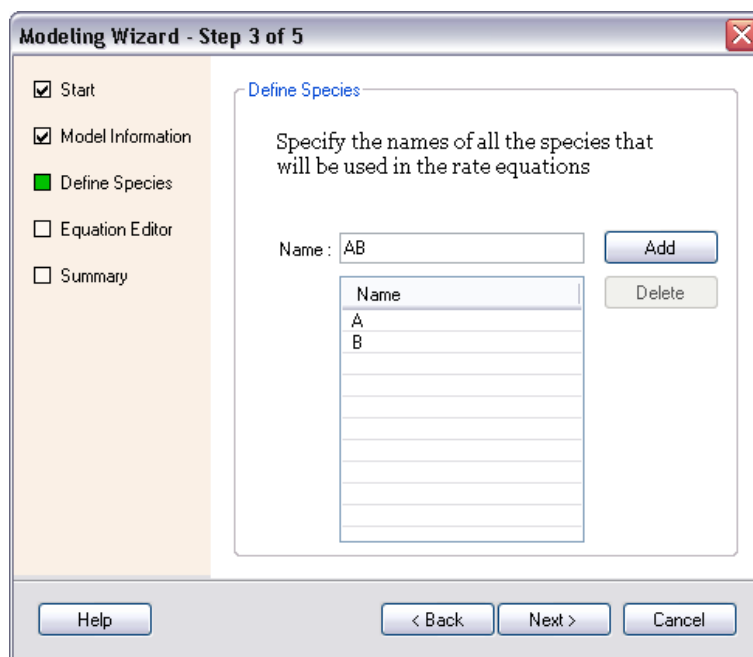 Modeling Wizard - Step 3 of 5
Start
Model Information
Define Species
Equation Editor
Summary
Define Species
Specify the names of all the species that
will be used in the rate equations
Name : AB
Add
Delete
Name
A
B
Help
< Back
Next >
Cancel